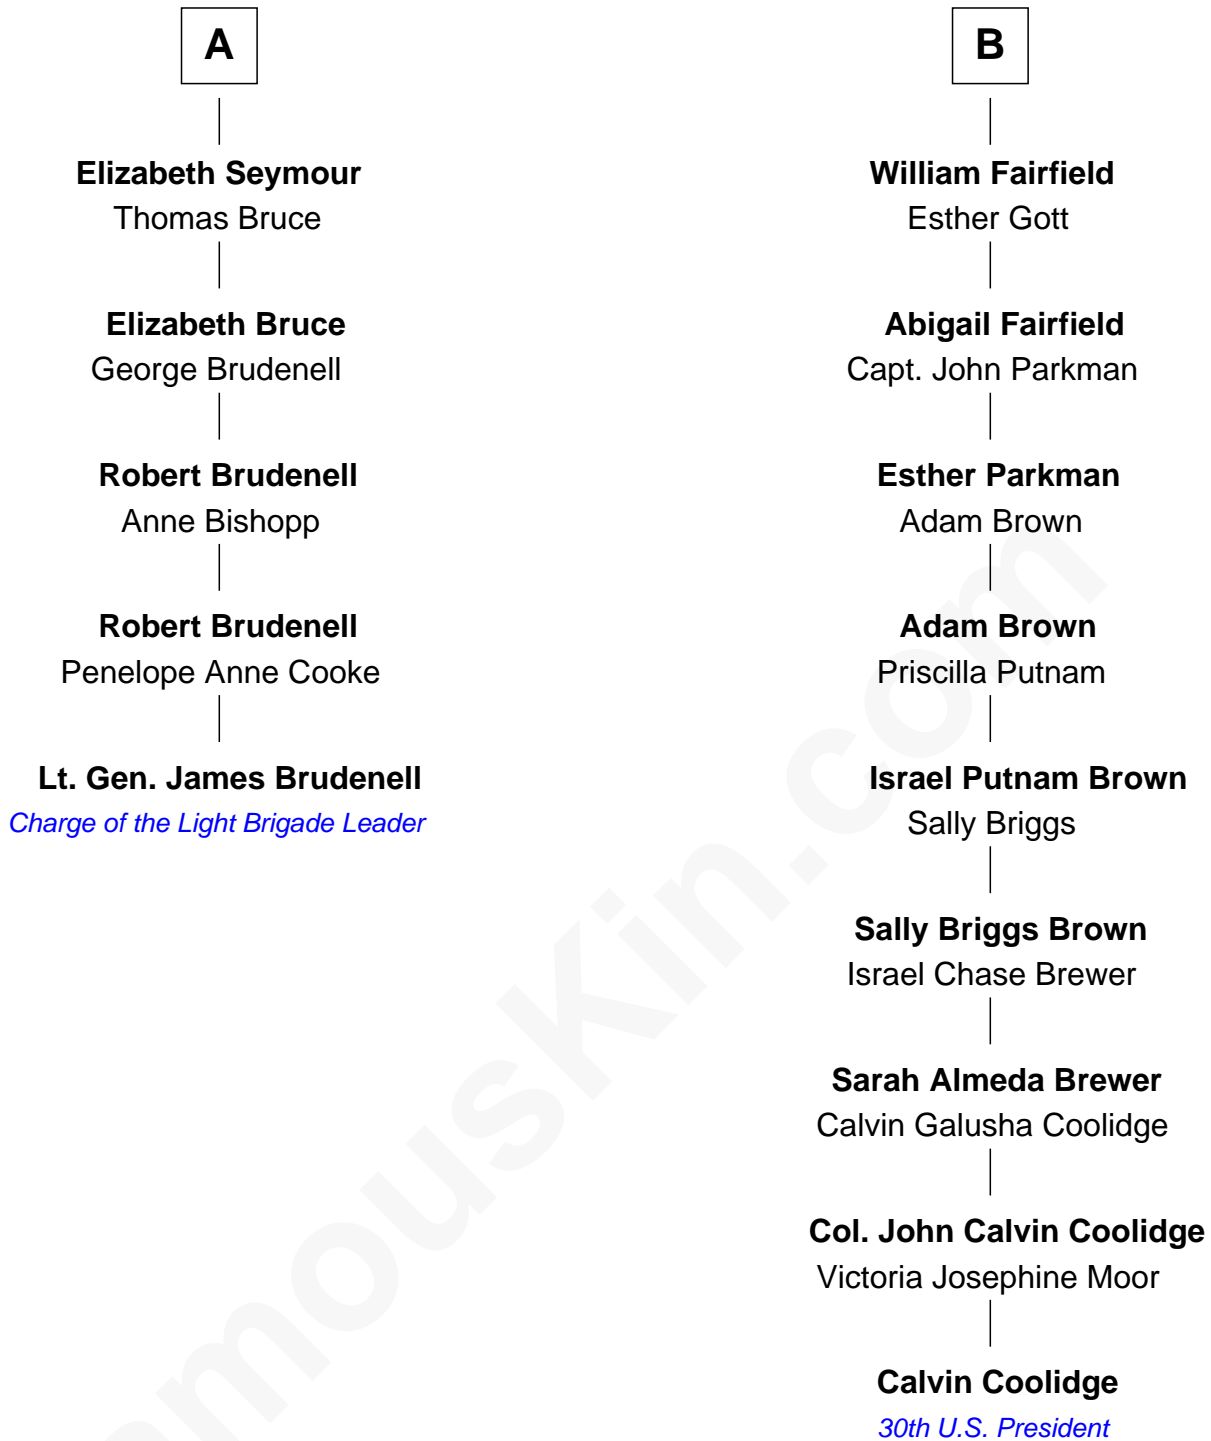 A
Elizabeth Seymour
Thomas Bruce
Elizabeth Bruce
George Brudenell
Robert Brudenell
Anne Bishopp
Robert Brudenell
Penelope Anne Cooke
Lt. Gen. James Brudenell
Charge of the Light Brigade Leader
B
William Fairfield
Esther Gott
Abigail Fairfield
Capt. John Parkman
Esther Parkman
Adam Brown
Adam Brown
Priscilla Putnam
Israel Putnam Brown
Sally Briggs
Sally Briggs Brown
Israel Chase Brewer
Sarah Almeda Brewer
Calvin Galusha Coolidge
Col. John Calvin Coolidge
Victoria Josephine Moor
Calvin Coolidge
30th U.S. President
amousKin.com